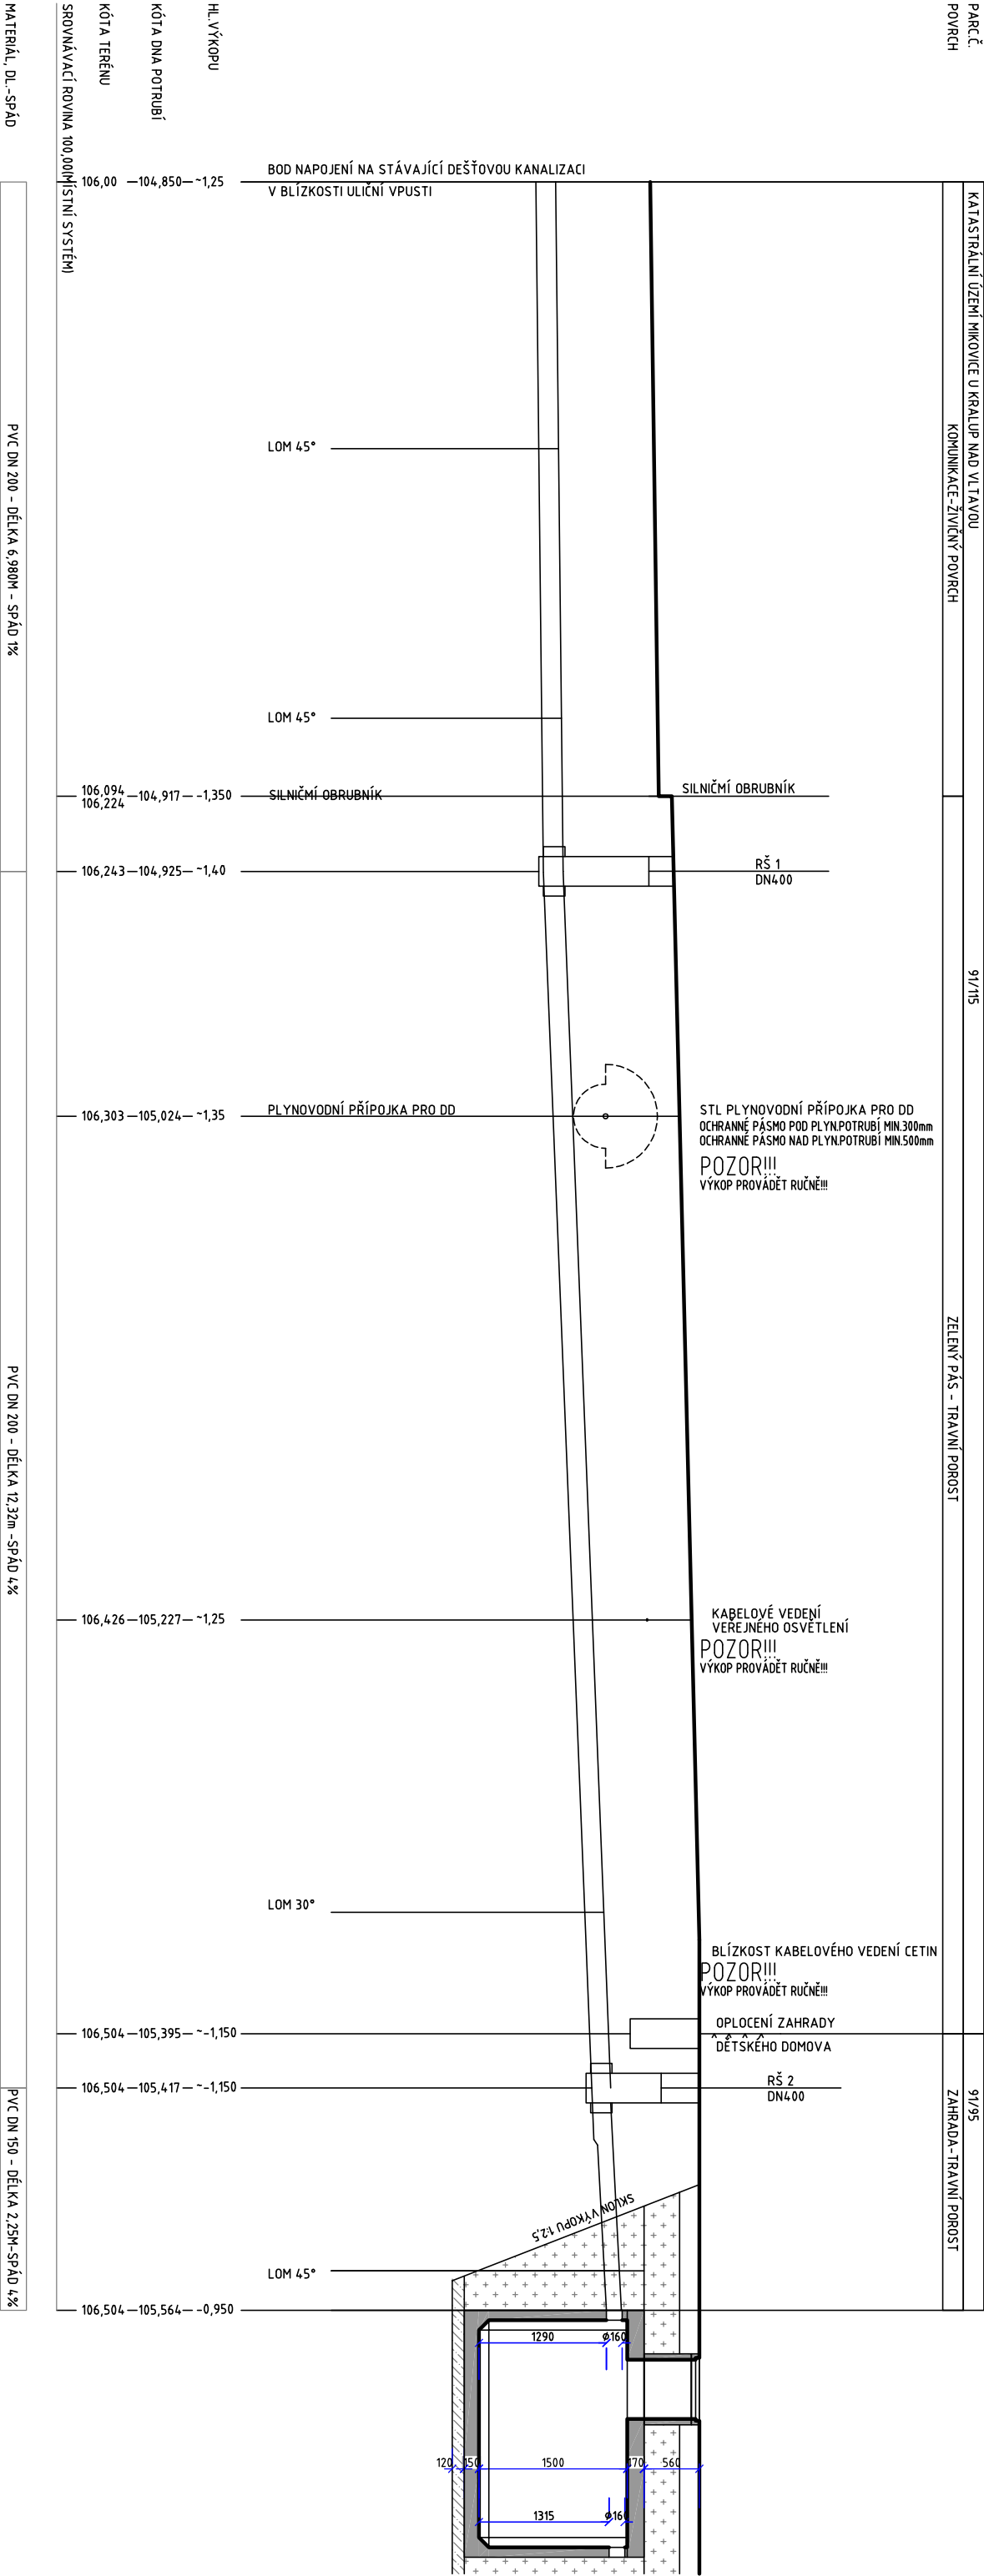 PARC.Č.
POVRCH
HL.VÝKOPU
KÓTA DNA POTRUBÍ
KÓTA TERÉNU
SROVNÁVACÍ ROVINA 100,00(MÍSTNÍ SYSTÉM)
MATERIÁL, DL.-SPÁD
KATASTRÁLNÍ ÚZEMÍ MIKOVICE U KRALUP NAD VLTAVOU
KOMUNIKACE-ŽIVIČNÝ POVRCH
91/115
ZELENÝ PÁS - TRAVNÍ POROST
91/95
ZAHRADA-TRAVNÍ POROST
BOD NAPOJENÍ NA STÁVAJÍCÍ DEŠŤOVOU KANALIZACI
106,00 104,850 ~1,25
V BLÍZKOSTI ULIČNÍ VPUSTI
LOM 45°
LOM 45°
106,094
106,224
104,917 -1,350
SILNIČMÍ OBRUBNÍK
SILNIČMÍ OBRUBNÍK
106,243 104,925 ~1,40
RŠ 1
DN400
106,303 105,024 ~1,35
PLYNOVODNÍ PŘÍPOJKA PRO DD
STL PLYNOVODNÍ PŘÍPOJKA PRO DD
OCHRANNÉ PÁSMO POD PLYN.POTRUBÍ MIN.300mm
OCHRANNÉ PÁSMO NAD PLYN.POTRUBÍ MIN.500mm
POZOR!!!
VÝKOP PROVÁDĚT RUČNĚ!!!
106,426 105,227 ~1,25
KABELOVÉ VEDENÍ
VEŘEJNÉHO OSVĚTLENÍ
POZOR!!!
VÝKOP PROVÁDĚT RUČNĚ!!!
LOM 30°
BLÍZKOST KABELOVÉHO VEDENÍ CETIN
POZOR!!!
VÝKOP PROVÁDĚT RUČNĚ!!!
106,504 105,395 ~-1,150
OPLOCENÍ ZAHRADY
DĚTSKÉHO DOMOVA
106,504 105,417 ~-1,150
RŠ 2
DN400
SKLON VÝKOPU 1:2,5
LOM 45°
106,504 105,564 -0,950
1290 ø160
120 150 1500 170 560
1315 ø160
PVC DN 200 - DÉLKA 6,980M - SPÁD 1%
PVC DN 200 - DÉLKA 12,32m -SPÁD 4%
PVC DN 150 - DÉLKA 2,25M-SPÁD 4%